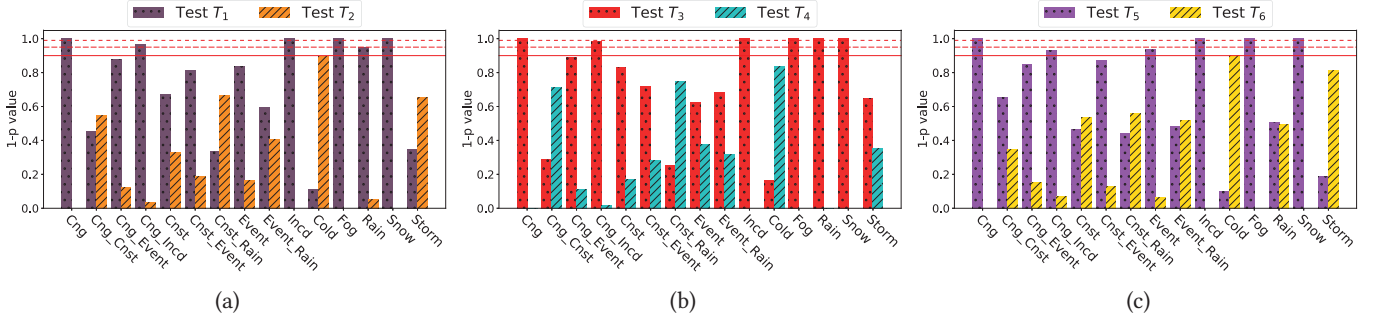 Test T1 Test T2
1-p value
1.0
0.8
0.6
0.4
0.2
0.0
Cng
Cng_Cnst
Cng_Event
Cng_Incd
Cnst
Cnst_Event
Cnst_Rain
Event
Event_Rain
Incd
Cold
Fog
Rain
Snow
Storm
(a)
Test T3 Test T4
1-p value
1.0
0.8
0.6
0.4
0.2
0.0
Cng
Cng_Cnst
Cng_Event
Cng_Incd
Cnst
Cnst_Event
Cnst_Rain
Event
Event_Rain
Incd
Cold
Fog
Rain
Snow
Storm
(b)
Test T5 Test T6
1-p value
1.0
0.8
0.6
0.4
0.2
0.0
Cng
Cng_Cnst
Cng_Event
Cng_Incd
Cnst
Cnst_Event
Cnst_Rain
Event
Event_Rain
Incd
Cold
Fog
Rain
Snow
Storm
(c)